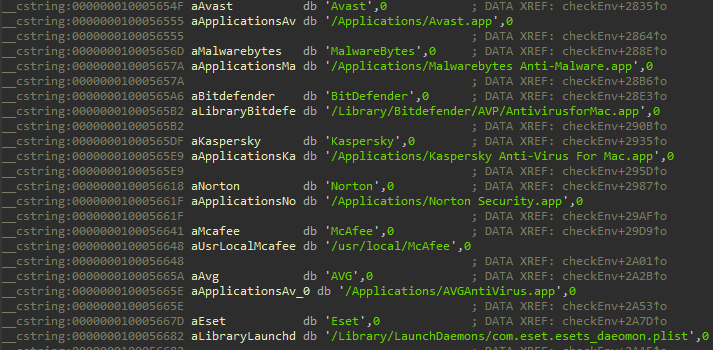 __cstring:000000010005654F aAvast db 'Avast',0 ; DATA XREF: checkEnv+2835↑o
__cstring:0000000100056555 aApplicationsAv db '/Applications/Avast.app',0
__cstring:0000000100056555 ; DATA XREF: checkEnv+2864↑o
__cstring:000000010005656D aMalwarebytes db 'MalwareBytes',0 ; DATA XREF: checkEnv+288E↑o
__cstring:000000010005657A aApplicationsMa db '/Applications/Malwarebytes Anti-Malware.app',0
__cstring:000000010005657A ; DATA XREF: checkEnv+28B6↑o
__cstring:00000001000565A6 aBitdefender db 'BitDefender',0 ; DATA XREF: checkEnv+28E3↑o
__cstring:00000001000565B2 aLibraryBitdefe db '/Library/Bitdefender/AVP/AntivirusforMac.app',0
__cstring:00000001000565B2 ; DATA XREF: checkEnv+290B↑o
__cstring:00000001000565DF aKaspersky db 'Kaspersky',0 ; DATA XREF: checkEnv+2935↑o
__cstring:00000001000565E9 aApplicationsKa db '/Applications/Kaspersky Anti-Virus For Mac.app',0
__cstring:00000001000565E9 ; DATA XREF: checkEnv+295D↑o
__cstring:0000000100056618 aNorton db 'Norton',0 ; DATA XREF: checkEnv+2987↑o
__cstring:000000010005661F aApplicationsNo db '/Applications/Norton Security.app',0
__cstring:000000010005661F ; DATA XREF: checkEnv+29AF↑o
__cstring:0000000100056641 aMcafee db 'McAfee',0 ; DATA XREF: checkEnv+29D9↑o
__cstring:0000000100056648 aUsrLocalMcafee db '/usr/local/McAfee',0
__cstring:0000000100056648 ; DATA XREF: checkEnv+2A01↑o
__cstring:000000010005665A aAvg db 'AVG',0 ; DATA XREF: checkEnv+2A2B↑o
__cstring:000000010005665E aApplicationsAv_0 db '/Applications/AVGAntiVirus.app',0
__cstring:000000010005665E ; DATA XREF: checkEnv+2A53↑o
__cstring:000000010005667D aEset db 'Eset',0 ; DATA XREF: checkEnv+2A7D↑o
__cstring:0000000100056682 aLibraryLaunchd db '/Library/LaunchDaemons/com.eset.esets_daeomon.plist',0